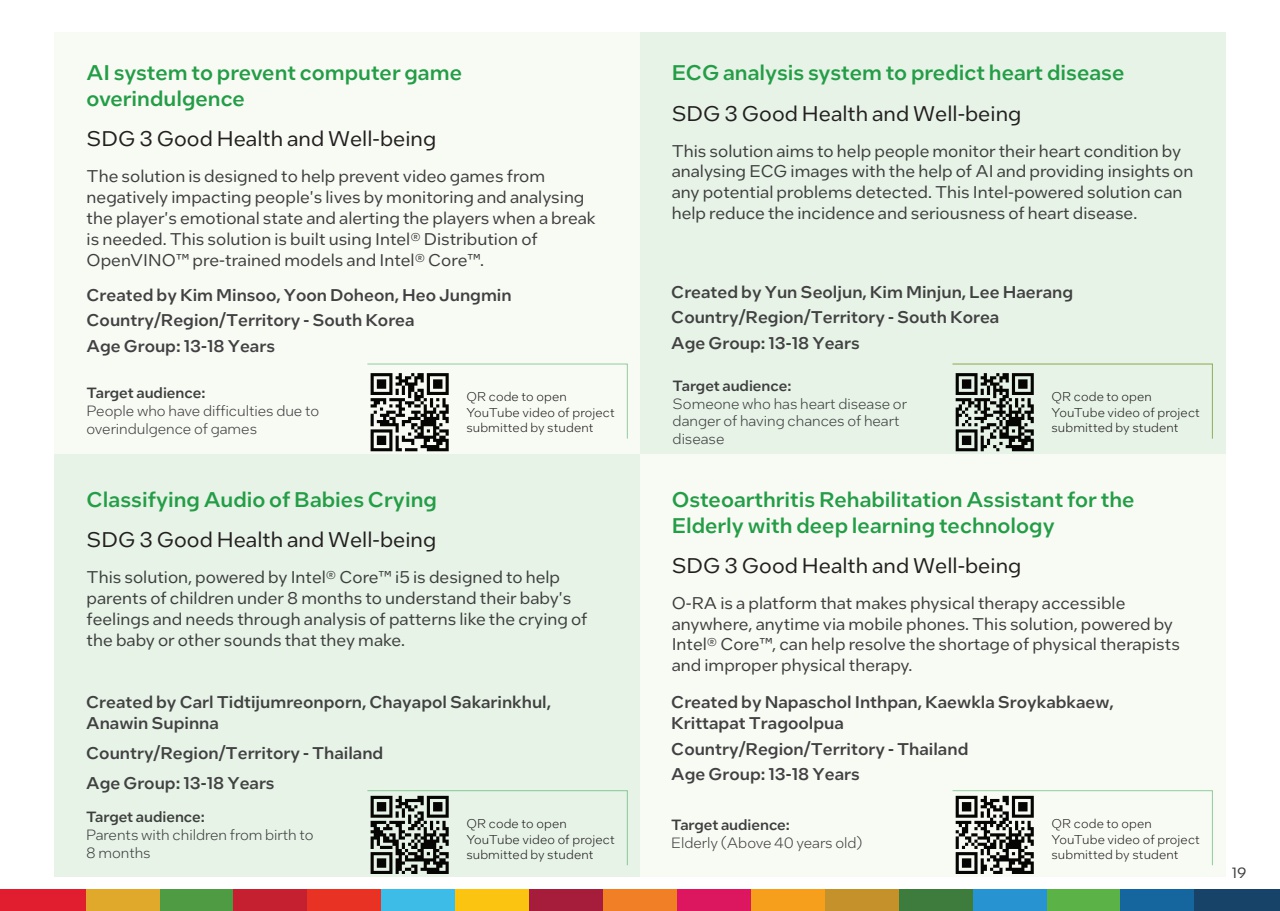 AI system to prevent computer game
overindulgence
SDG 3 Good Health and Well-being
The solution is designed to help prevent video games from
negatively impacting people's lives by monitoring and analysing
the player's emotional state and alerting the players when a break
is needed. This solution is built using Intel® Distribution of
OpenVINO™ pre-trained models and Intel® Core™.
Created by Kim Minsoo, Yoon Doheon, Heo Jungmin
Country/Region/Territory - South Korea
Age Group: 13-18 Years
Target audience:
People who have difficulties due to
overindulgence of games
QR code to open
YouTube video of project
submitted by student
ECG analysis system to predict heart disease
SDG 3 Good Health and Well-being
This solution aims to help people monitor their heart condition by
analysing ECG images with the help of AI and providing insights on
any potential problems detected. This Intel-powered solution can
help reduce the incidence and seriousness of heart disease.
Created by Yun Seoljun, Kim Minjun, Lee Haerang
Country/Region/Territory - South Korea
Age Group: 13-18 Years
Target audience:
Someone who has heart disease or
danger of having chances of heart
disease
QR code to open
YouTube video of project
submitted by student
Classifying Audio of Babies Crying
SDG 3 Good Health and Well-being
This solution, powered by Intel® Core™ i5 is designed to help
parents of children under 8 months to understand their baby's
feelings and needs through analysis of patterns like the crying of
the baby or other sounds that they make.
Created by Carl Tidtijumreonporn, Chayapol Sakarinkhul,
Anawin Supinna
Country/Region/Territory - Thailand
Age Group: 13-18 Years
Target audience:
Parents with children from birth to
8 months
QR code to open
YouTube video of project
submitted by student
Osteoarthritis Rehabilitation Assistant for the
Elderly with deep learning technology
SDG 3 Good Health and Well-being
O-RA is a platform that makes physical therapy accessible
anywhere, anytime via mobile phones. This solution, powered by
Intel® Core™, can help resolve the shortage of physical therapists
and improper physical therapy.
Created by Napaschol Inthpan, Kaewkla Sroykabkaew,
Krittapat Tragoolpua
Country/Region/Territory - Thailand
Age Group: 13-18 Years
Target audience:
Elderly (Above 40 years old)
QR code to open
YouTube video of project
submitted by student
19